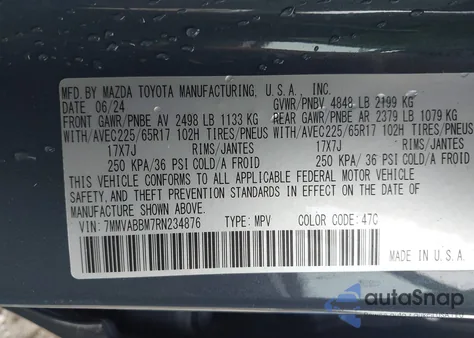 MFD. BY MAZDA TOYOTA MANUFACTURING, U.S.A., INC.
DATE 06/24 GVWR/PNBV 4848 LB 2199 KG
FRONT GAWR/PNBE AV 2498 LB 1133 KG REAR GAWR/PNBE AR 2379 LB 1079 KG
WITH/AVEC225/65R17 102H TIRES/PNEUS WITH/AVEC225/65R17 102H TIRES/PNEUS
17X7J RIMS/JANTES 17X7J RIMS/JANTES
250 KPA/36 PSI COLD/A FROID 250 KPA/36 PSI COLD/A FROID
THIS VEHICLE CONFORMS TO ALL APPLICABLE FEDERAL MOTOR VEHICLE
SAFETY, AND THEFT PREVENTION STANDARDS IN EFFECT ON THE DATE OF
MANUFACTURE SHOWN ABOVE.
VIN: 7MMVABBM7RN234876 TYPE: MPV COLOR CODE: 47C
MADE IN U.S.A.
autoSnap